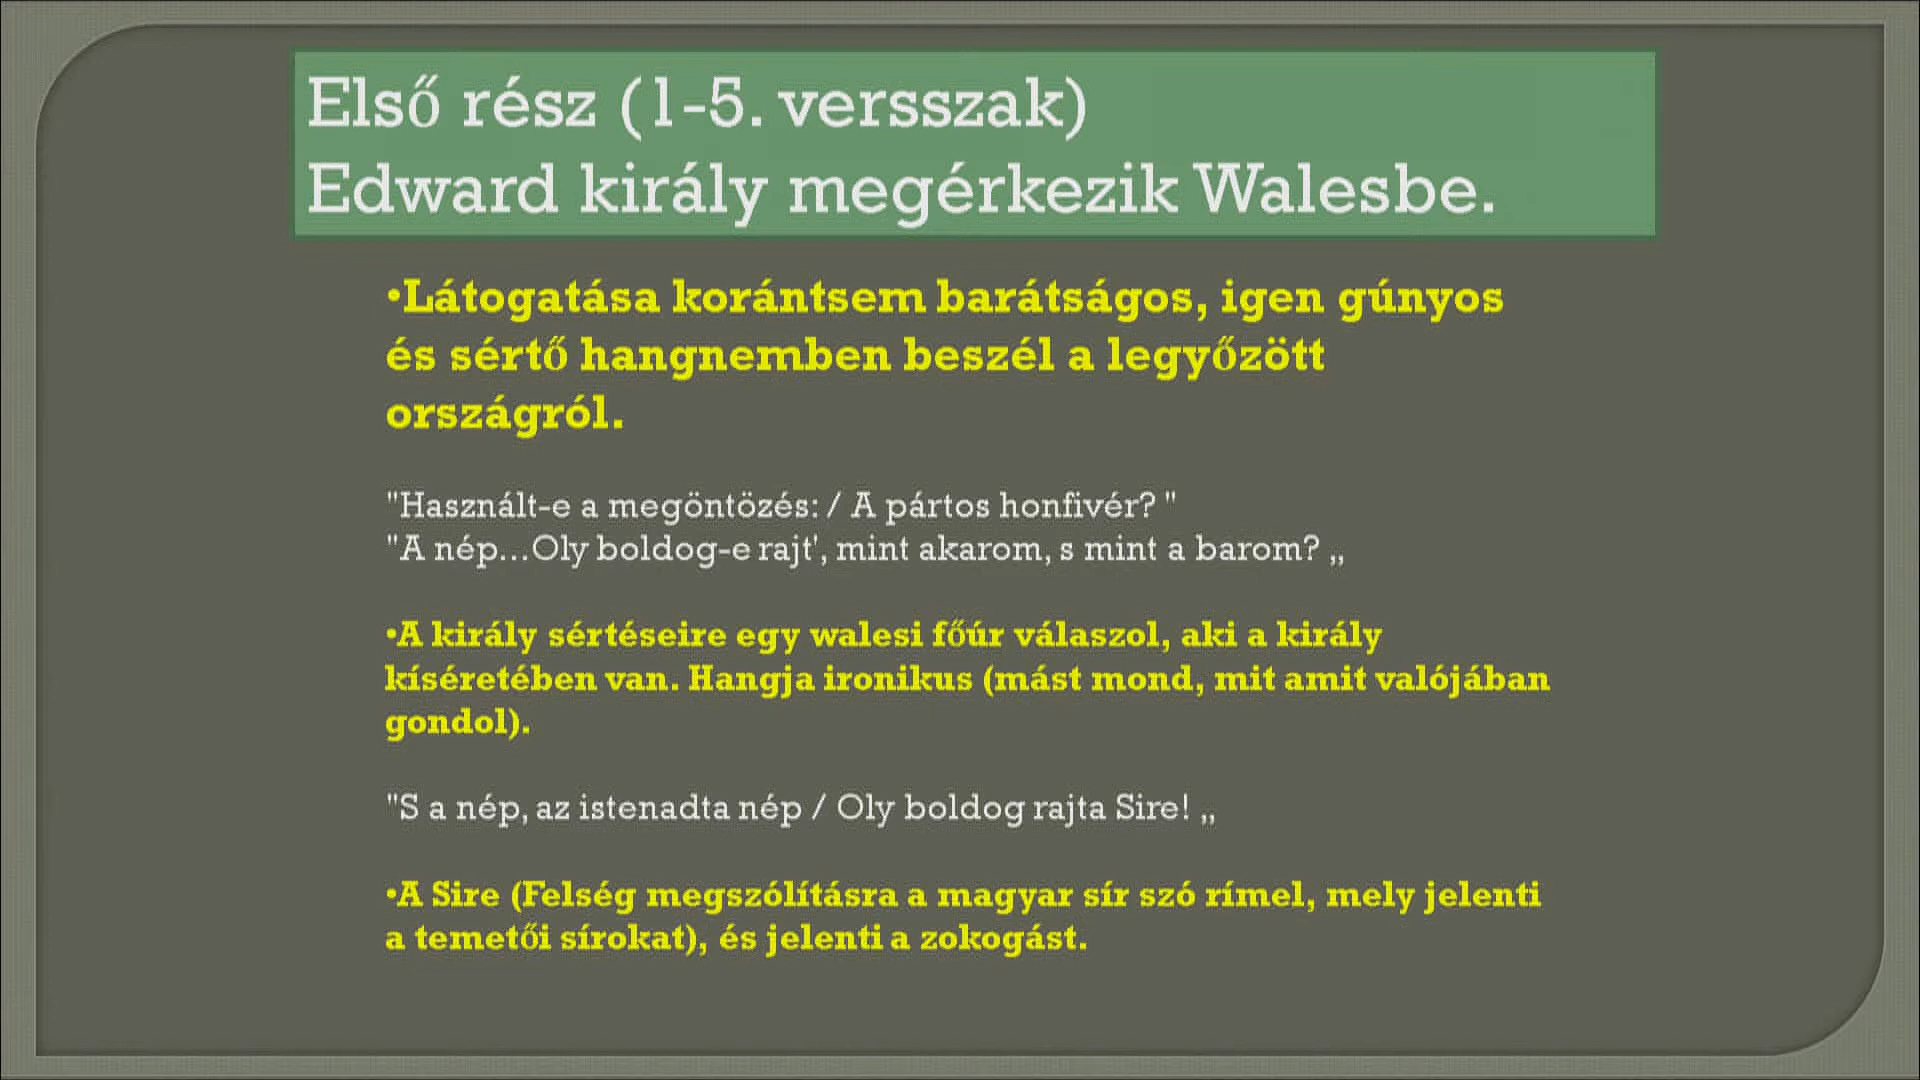 Első rész (1-5. versszak)
Edward király megérkezik Walesbe.
•Látogatása korántsem barátságos, igen gúnyos
és sértő hangnemben beszél a legyőzött
országról.
"Használt-e a megöntözés: / A pártos honfivér? "
"A nép...Oly boldog-e rajt', mint akarom, s mint a barom? „
•A király sértéseire egy walesi főúr válaszol, aki a király
kíséretében van. Hangja ironikus (mást mond, mit amit valójában
gondol).
"S a nép, az istenadta nép / Oly boldog rajta Sire! „
•A Sire (Felség megszólításra a magyar sír szó rímel, mely jelenti
a temetői sírokat), és jelenti a zokogást.